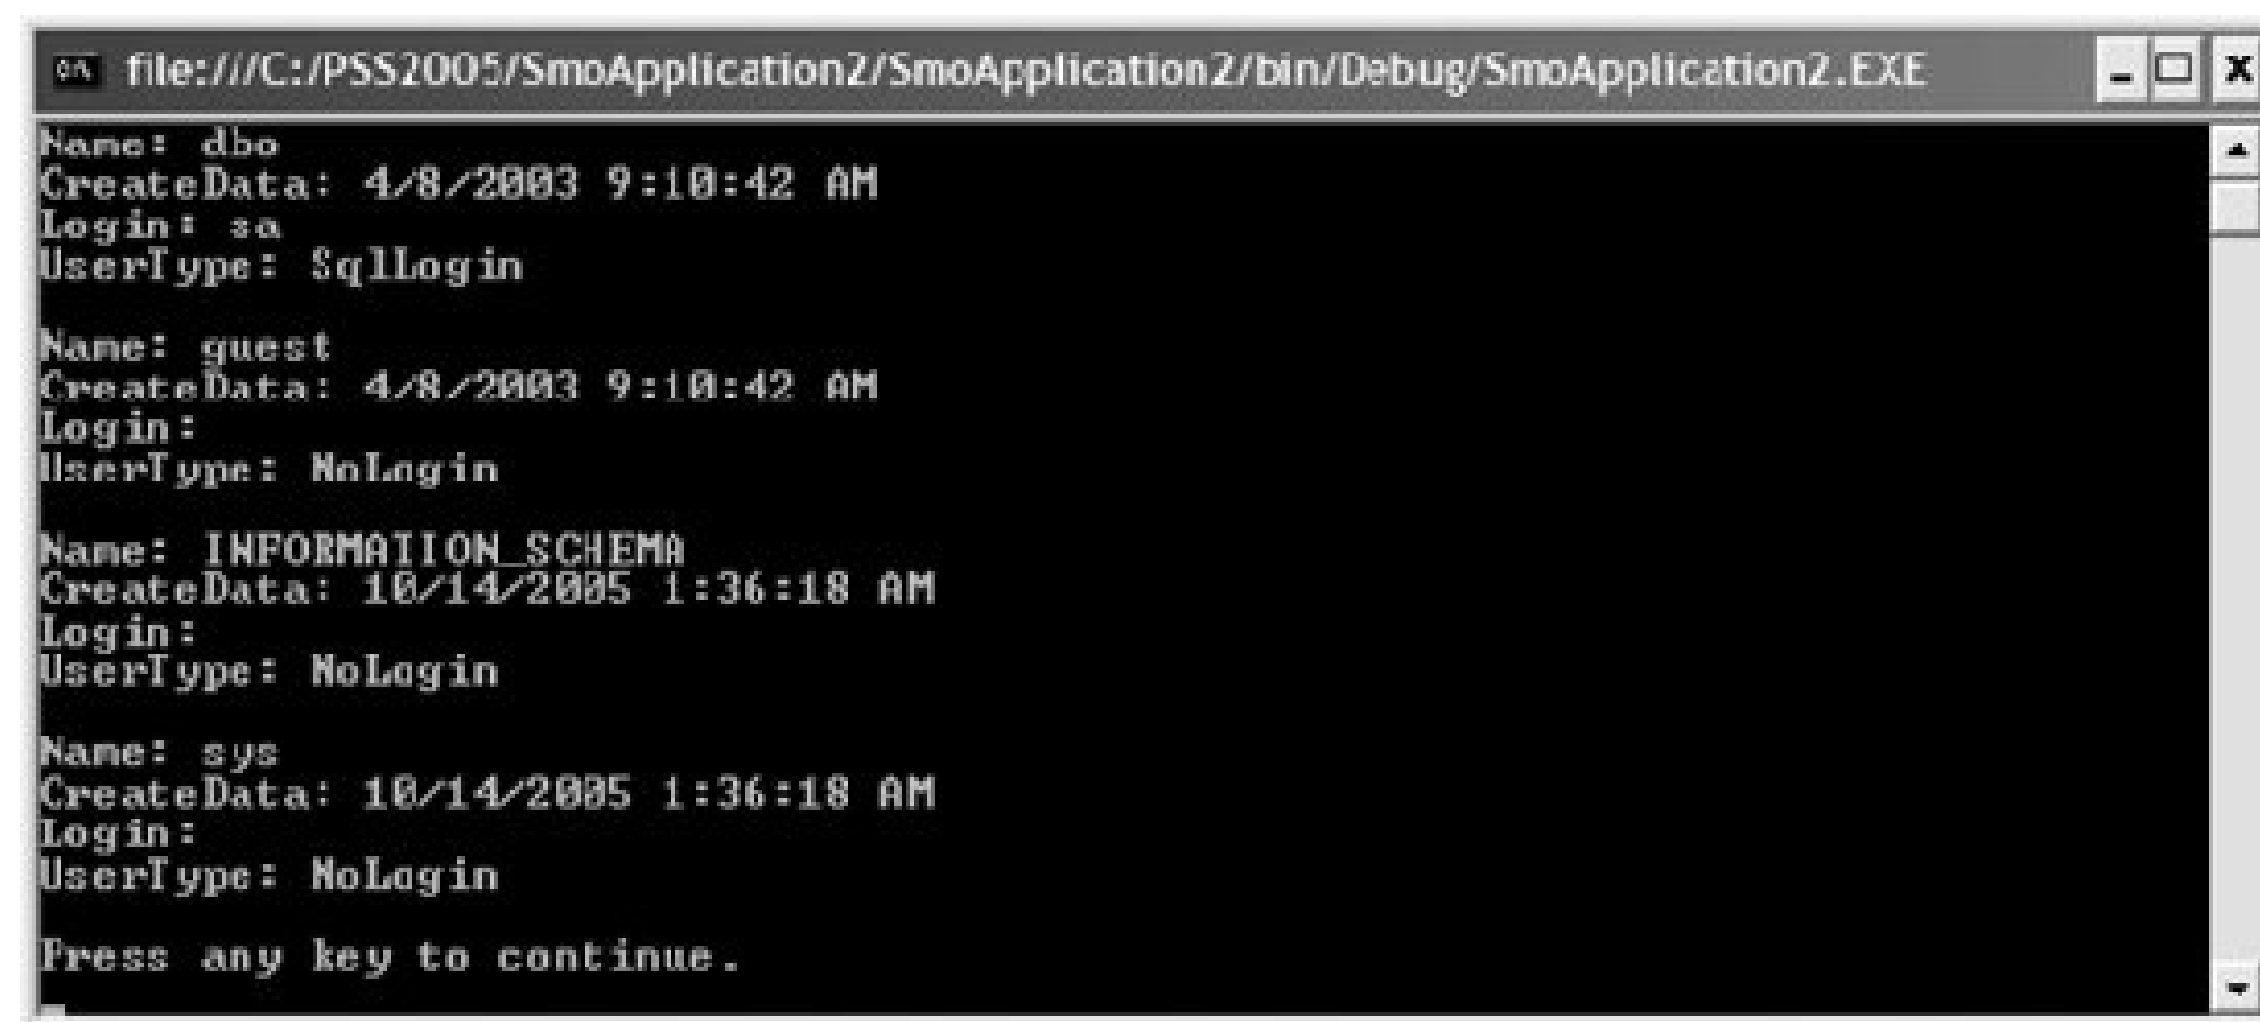 file:///C:/PSS2005/SmoApplication2/SmoApplication2/bin/Debug/SmoApplication2.EXE
Name: dbo
CreateData: 4/8/2003 9:10:42 AM
Login: sa
UserType: SqlLogin
Name: guest
CreateData: 4/8/2003 9:10:42 AM
Login:
UserType: NoLogin
Name: INFORMATION_SCHEMA
CreateData: 10/14/2005 1:36:18 AM
Login:
UserType: NoLogin
Name: sys
CreateData: 10/14/2005 1:36:18 AM
Login:
UserType: NoLogin
Press any key to continue.